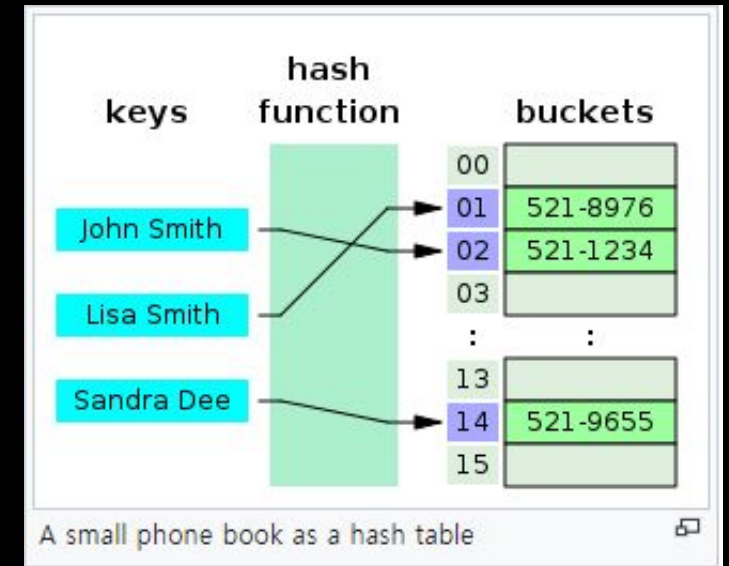 hash
keys function buckets
00
John Smith 01 521-8976
02 521-1234
Lisa Smith 03
: :
13
Sandra Dee 14 521-9655
15
A small phone book as a hash table